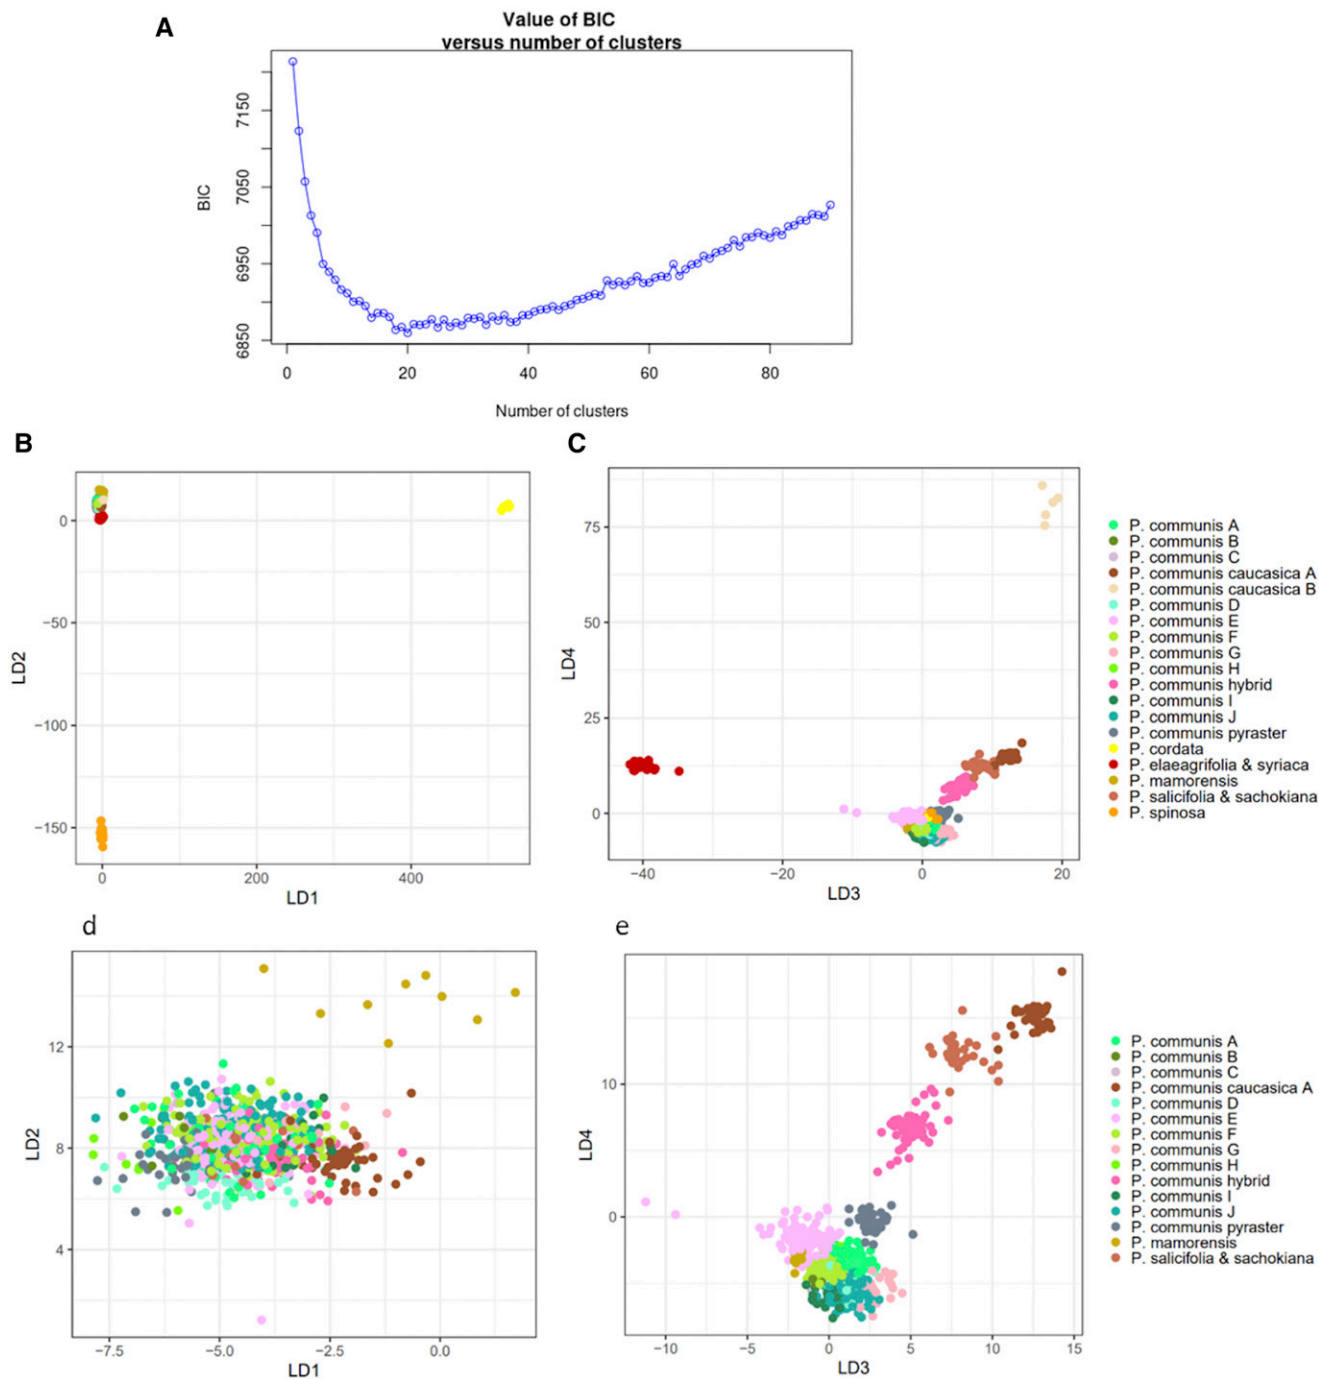 A
Value of BIC
versus number of clusters
BIC
7150
7050
6950
6850
0 20 40 60 80
Number of clusters
B
LD2
0
−50
−100
−150
0 200 400
LD1
C
LD4
75
50
25
0
−40 −20 0 20
LD3
P. communis A
P. communis B
P. communis C
P. communis caucasica A
P. communis caucasica B
P. communis D
P. communis E
P. communis F
P. communis G
P. communis H
P. communis hybrid
P. communis I
P. communis J
P. communis pyraster
P. cordata
P. elaeagrifolia & syriaca
P. mamorensis
P. salicifolia & sachokiana
P. spinosa
d
LD2
12
8
4
−7.5 −5.0 −2.5 0.0
LD1
e
LD4
10
0
−10 −5 0 5 10 15
LD3
P. communis A
P. communis B
P. communis C
P. communis caucasica A
P. communis D
P. communis E
P. communis F
P. communis G
P. communis H
P. communis hybrid
P. communis I
P. communis J
P. communis pyraster
P. mamorensis
P. salicifolia & sachokiana